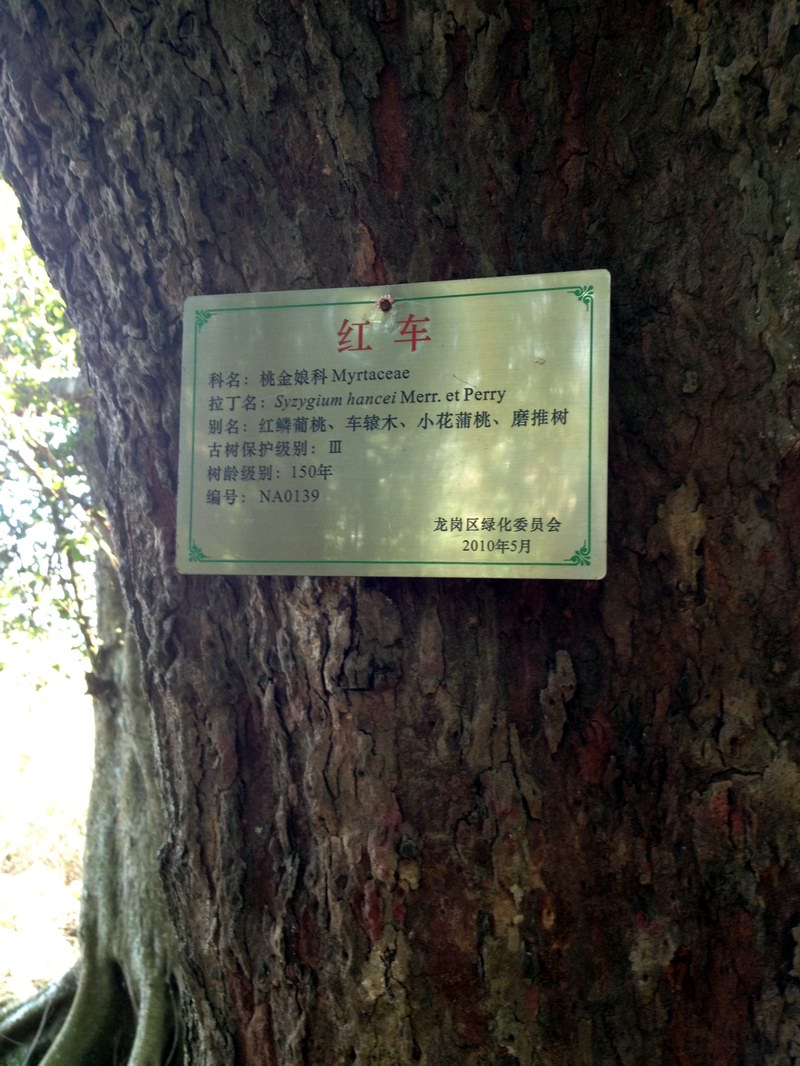 红车
科名：桃金娘科 Myrtaceae
拉丁名：Syzygium hancei Merr. et Perry
别名：红鳞葡桃、车辕木、小花蒲桃、磨推树
古树保护级别：Ⅲ
树龄级别：150年
编号：NA0139
龙岗区绿化委员会
2010年5月